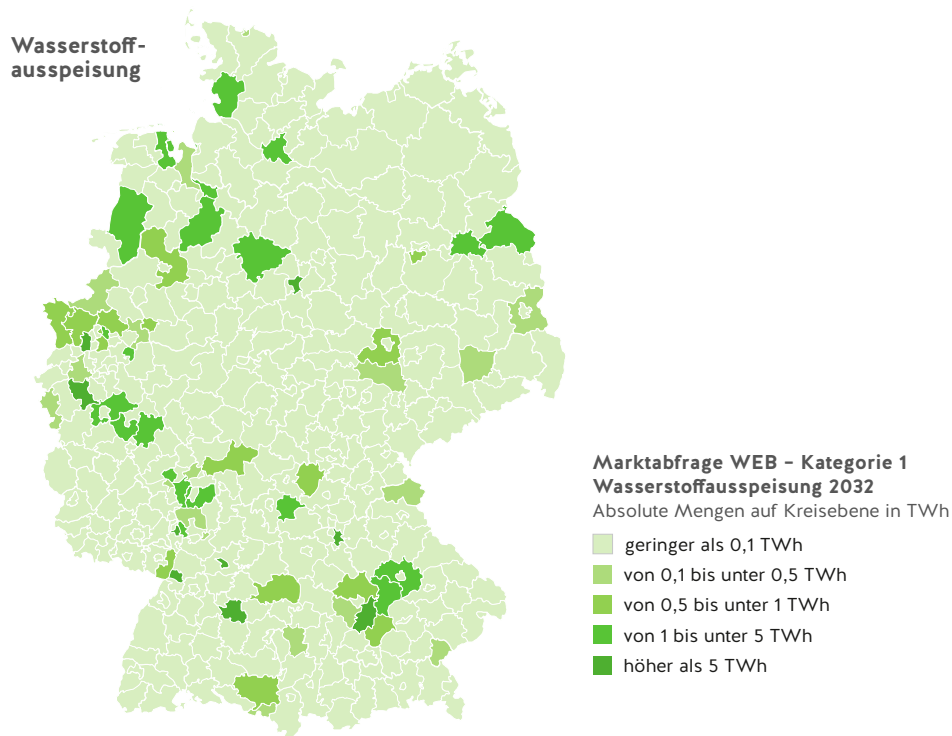 Wasserstoff-
ausspeisung
Marktabfrage WEB – Kategorie 1
Wasserstoffausspeisung 2032
Absolute Mengen auf Kreisebene in TWh
geringer als 0,1 TWh
von 0,1 bis unter 0,5 TWh
von 0,5 bis unter 1 TWh
von 1 bis unter 5 TWh
höher als 5 TWh